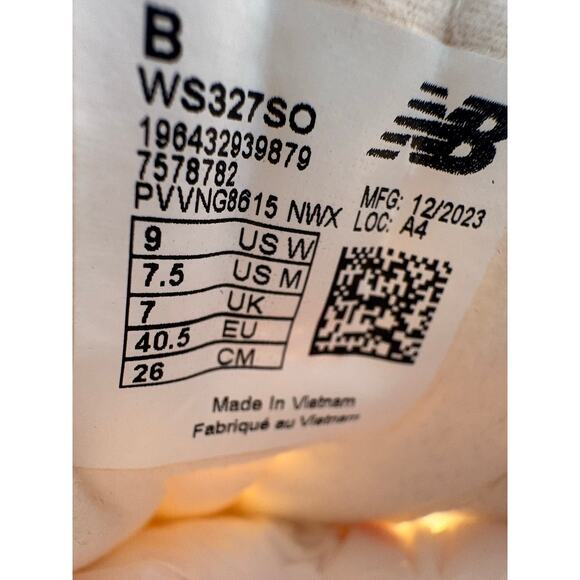 B
WS327SO
196432939879
7578782
PVVNG8615 NWX
NB
MFG: 12/2023
LOC: A4
9 US W
7.5 US M
7 UK
40.5 EU
26 CM
Made In Vietnam
Fabriqué au Vietnam